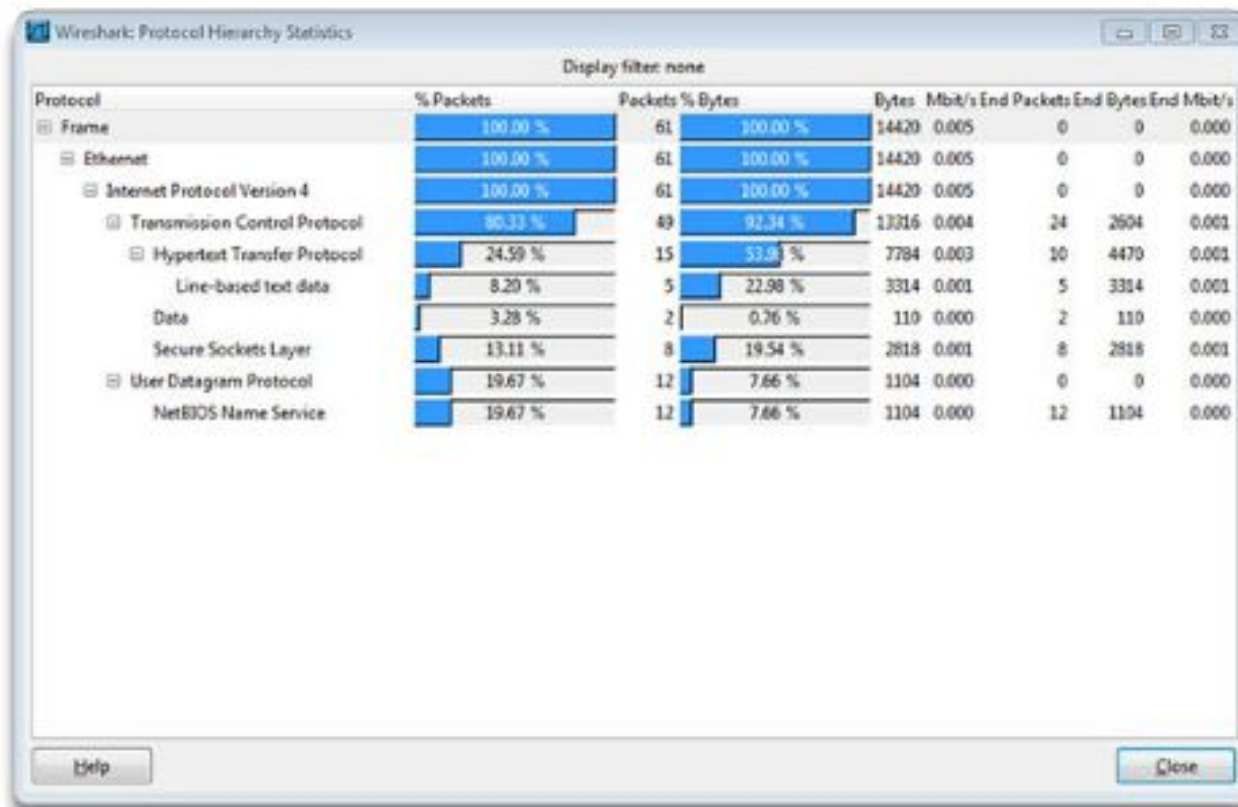 Wireshark: Protocol Hierarchy Statistics
Display filter: none
Protocol % Packets Packets % Bytes Bytes Mbit/s End Packets End Bytes End Mbit/s
Frame 100.00 % 61 100.00 % 14420 0.005 0 0 0.000
Ethernet 100.00 % 61 100.00 % 14420 0.005 0 0 0.000
Internet Protocol Version 4 100.00 % 61 100.00 % 14420 0.005 0 0 0.000
Transmission Control Protocol 80.33 % 49 92.34 % 13316 0.004 24 2604 0.001
Hypertext Transfer Protocol 24.59 % 15 53.98 % 7784 0.003 10 4470 0.001
Line-based text data 8.20 % 5 22.98 % 3314 0.001 5 3314 0.001
Data 3.28 % 2 0.76 % 110 0.000 2 110 0.000
Secure Sockets Layer 13.11 % 8 19.54 % 2818 0.001 8 2818 0.001
User Datagram Protocol 19.67 % 12 7.66 % 1104 0.000 0 0 0.000
NetBIOS Name Service 19.67 % 12 7.66 % 1104 0.000 12 1104 0.000
Help Close